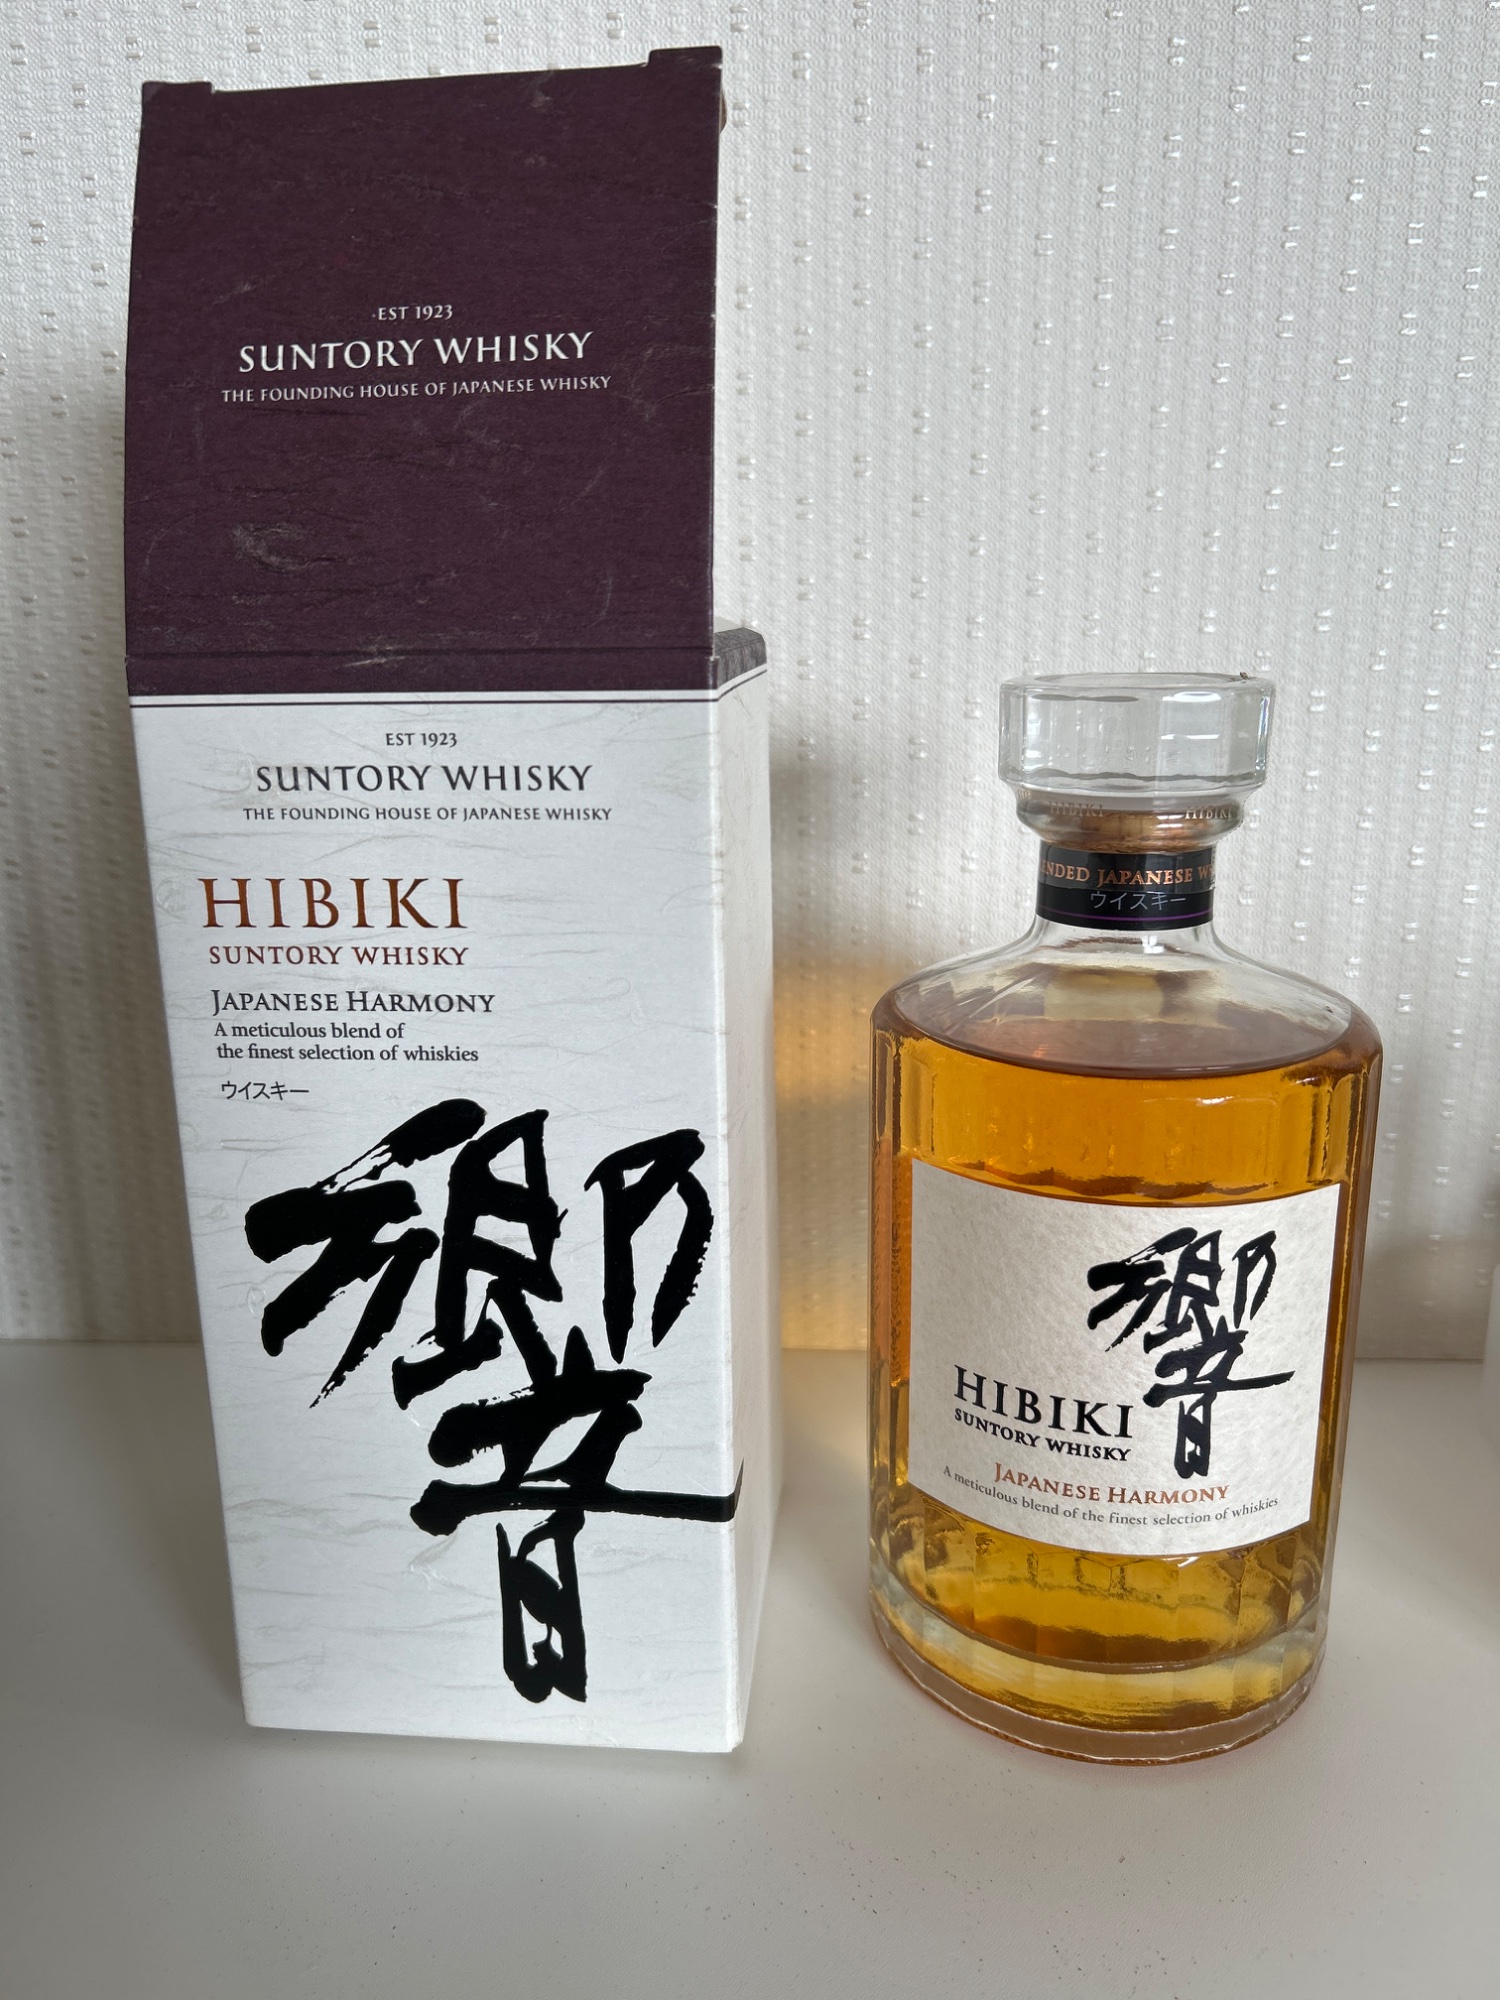 EST 1923
SUNTORY WHISKY
THE FOUNDING HOUSE OF JAPANESE WHISKY
EST 1923
SUNTORY WHISKY
THE FOUNDING HOUSE OF JAPANESE WHISKY
HIBIKI
SUNTORY WHISKY
JAPANESE HARMONY
A meticulous blend of
the finest selection of whiskies
ウイスキー
響
HIBIKI HIBIKI
JAPANESE
ウイスキー
響
HIBIKI
SUNTORY WHISKY
JAPANESE HARMONY
A meticulous blend of the finest selection of whiskies